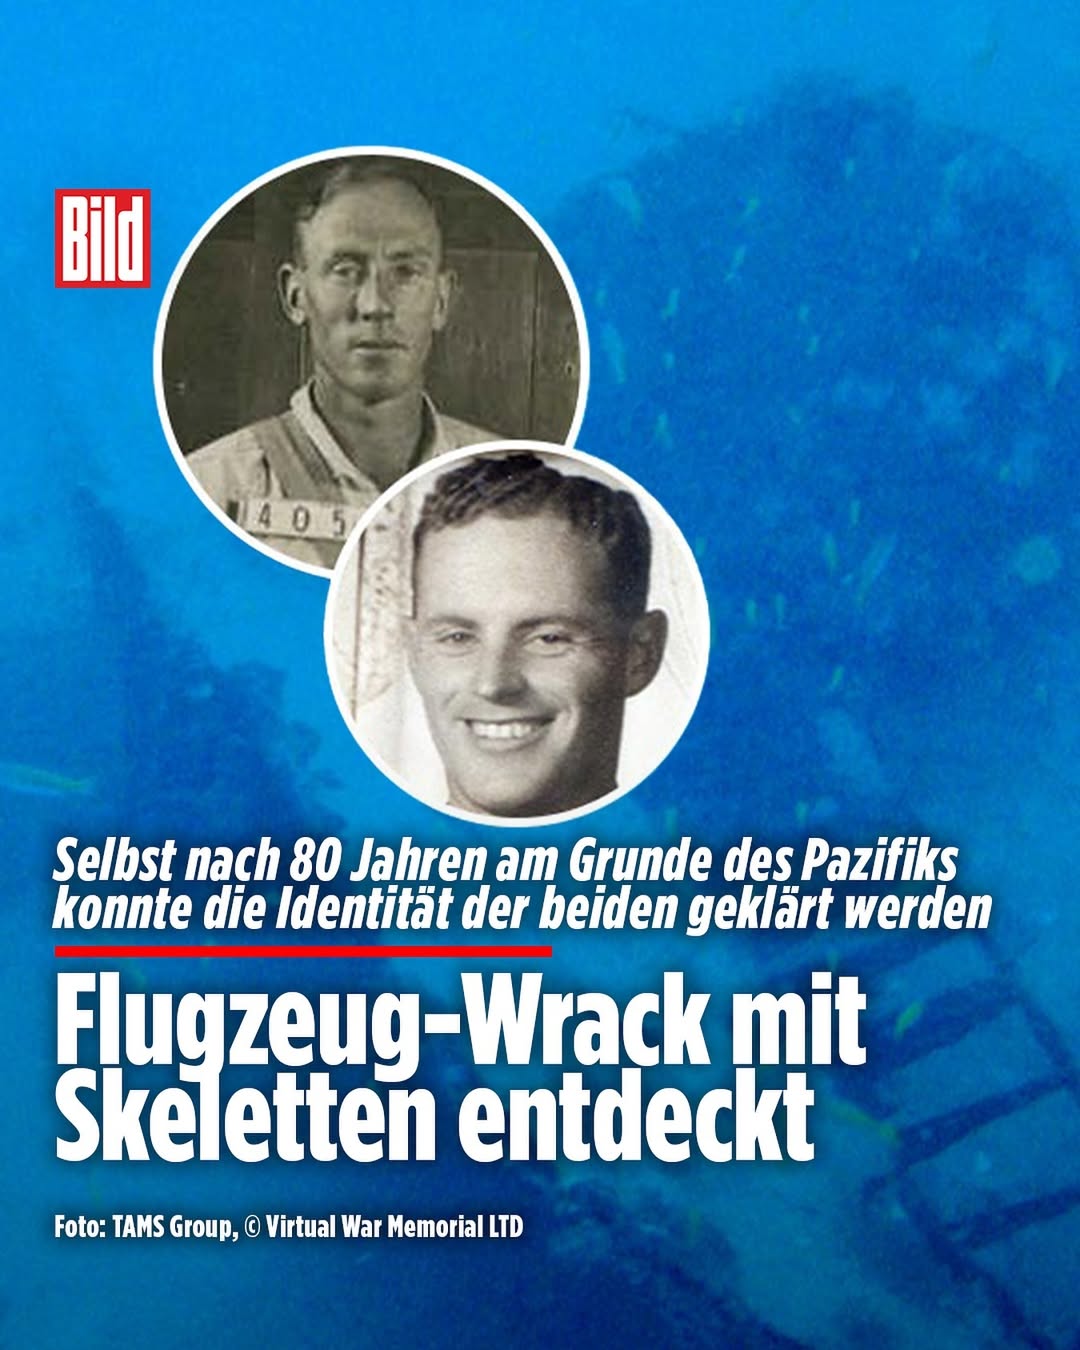 Bild
405
Selbst nach 80 Jahren am Grunde des Pazifiks
konnte die Identität der beiden geklärt werden
Flugzeug-Wrack mit
Skeletten entdeckt
Foto: TAMS Group, © Virtual War Memorial LTD